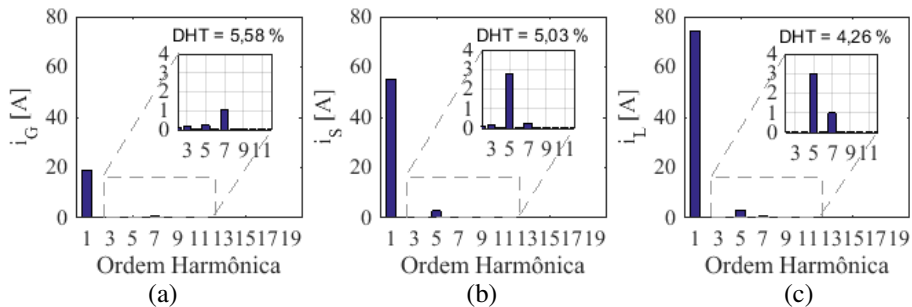 80
60
40
20
0
i_G [A]
DHT = 5,58 %
4
3
2
1
0
3 5 7 9 11
1 3 5 7 9 11 13 15 17 19
Ordem Harmônica
(a)
80
60
40
20
0
i_S [A]
DHT = 5,03 %
4
3
2
1
0
3 5 7 9 11
1 3 5 7 9 11 13 15 17 19
Ordem Harmônica
(b)
80
60
40
20
0
i_L [A]
DHT = 4,26 %
4
3
2
1
0
3 5 7 9 11
1 3 5 7 9 11 13 15 17 19
Ordem Harmônica
(c)